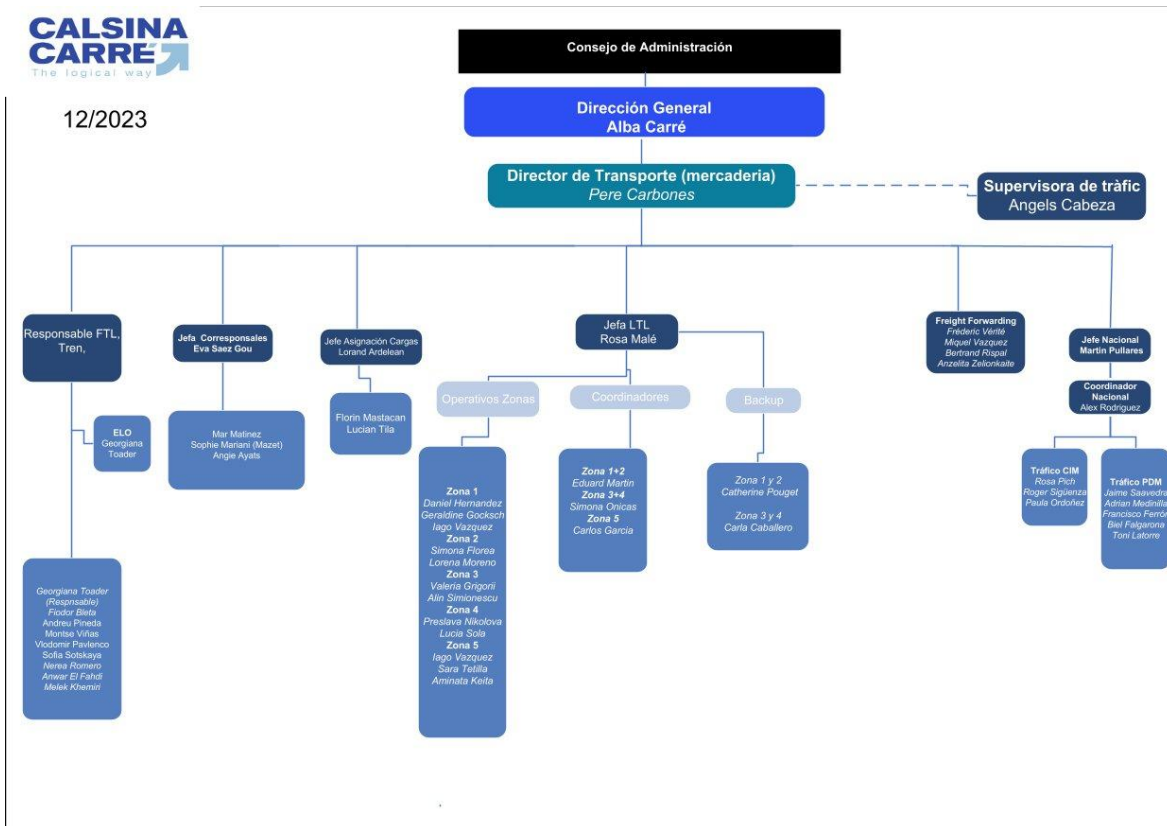 CALSINA
CARRÉ
The logical way
12/2023
Consejo de Administración
Dirección General
Alba Carré
Director de Transporte (mercaderia)
Pere Carbones
Supervisora de tràfic
Angels Cabeza
Responsable FTL,
Tren,
Jefa Corresponsales
Eva Saez Gou
Jefe Asignación Cargas
Lorand Ardelean
Jefa LTL
Rosa Malé
Freight Forwarding
Fréderic Vérité
Miquel Vazquez
Bertrand Rispal
Anzelita Zelionkaite
Jefe Nacional
Martin Pullares
Coordinador
Nacional
Alex Rodriguez
ELO
Georgiana
Toader
Mar Matinez
Sophie Mariani (Mazet)
Angie Ayats
Florin Mastacan
Lucian Tila
Operativos Zonas
Coordinadores
Backup
Zona 1
Daniel Hernandez
Geraldine Gocksch
Iago Vazquez
Zona 2
Simona Florea
Lorena Moreno
Zona 3
Valeria Grigorii
Alin Simionescu
Zona 4
Preslava Nikolova
Lucia Sola
Zona 5
Iago Vazquez
Sara Tetilla
Aminata Keita
Zona 1+2
Eduard Martin
Zona 3+4
Simona Onicas
Zona 5
Carlos Garcia
Zona 1 y 2
Catherine Pouget
Zona 3 y 4
Carla Caballero
Tráfico CIM
Rosa Pich
Roger Sigüenza
Paula Ordoñez
Tráfico PDM
Jaime Saavedra
Adrian Medinilla
Francisco Ferrón
Biel Falgarona
Toni Latorre
Georgiana Toader
(Respnsable)
Fiodor Bleta
Andreu Pineda
Montse Viñas
Vlodomir Pavlenco
Sofia Sotskaya
Nerea Romero
Anwar El Fahdi
Melek Khemiri